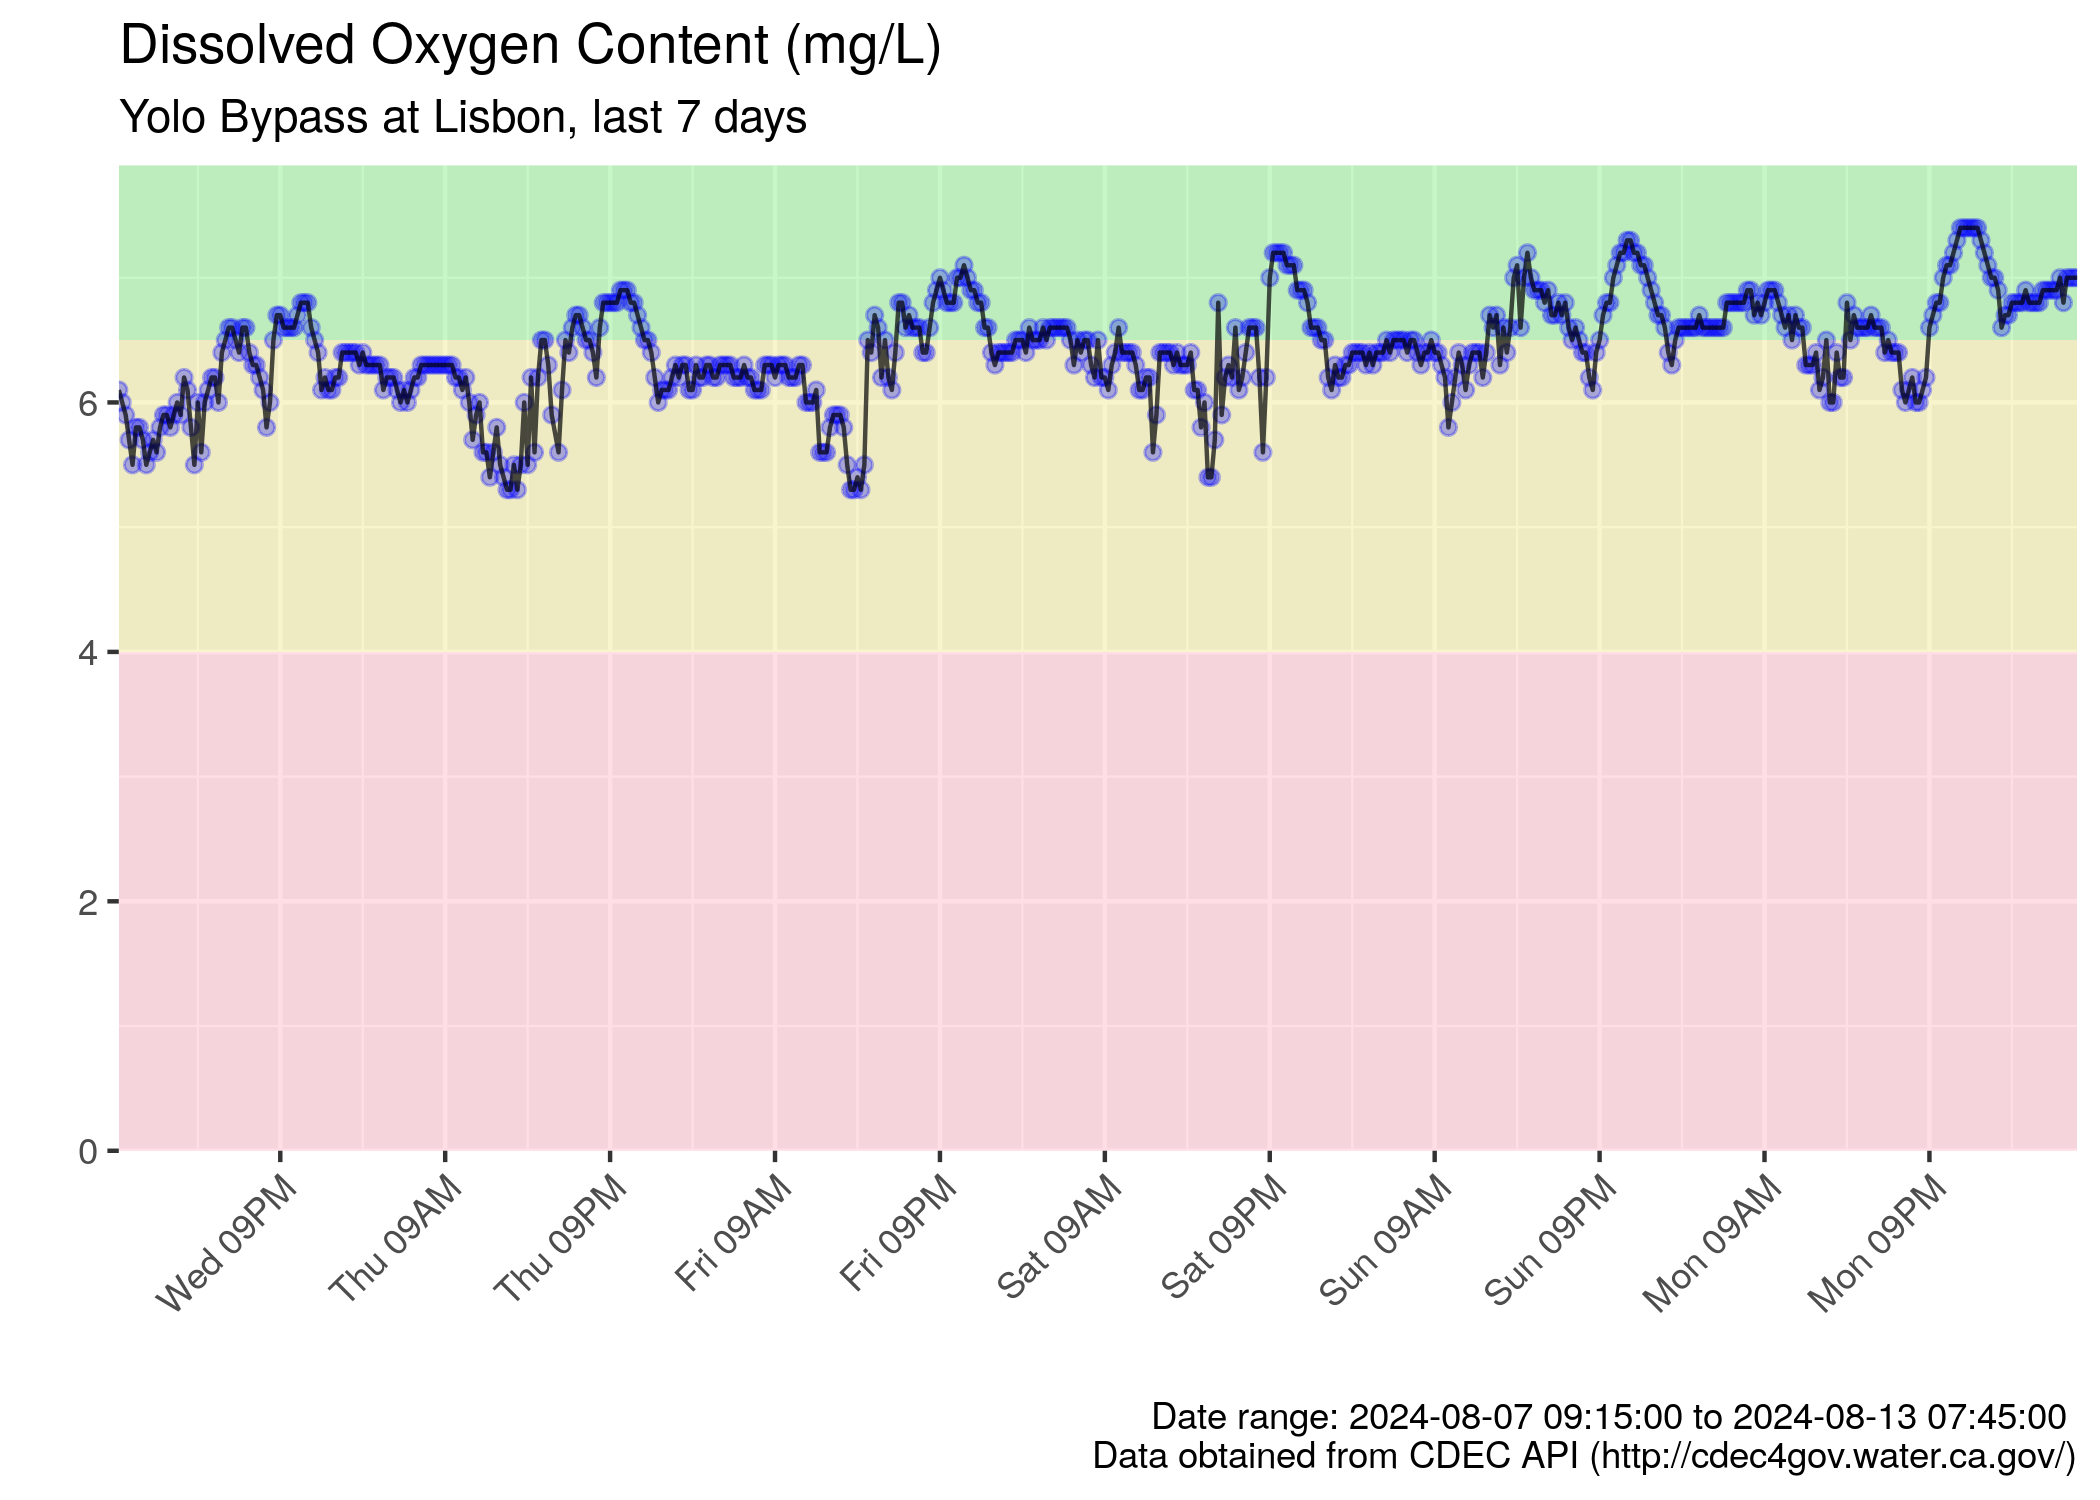 Dissolved Oxygen Content (mg/L)
Yolo Bypass at Lisbon, last 7 days
6
4
2
0
Wed 09PM
Thu 09AM
Thu 09PM
Fri 09AM
Fri 09PM
Sat 09AM
Sat 09PM
Sun 09AM
Sun 09PM
Mon 09AM
Mon 09PM
Date range: 2024-08-07 09:15:00 to 2024-08-13 07:45:00
Data obtained from CDEC API (http://cdec4gov.water.ca.gov/)